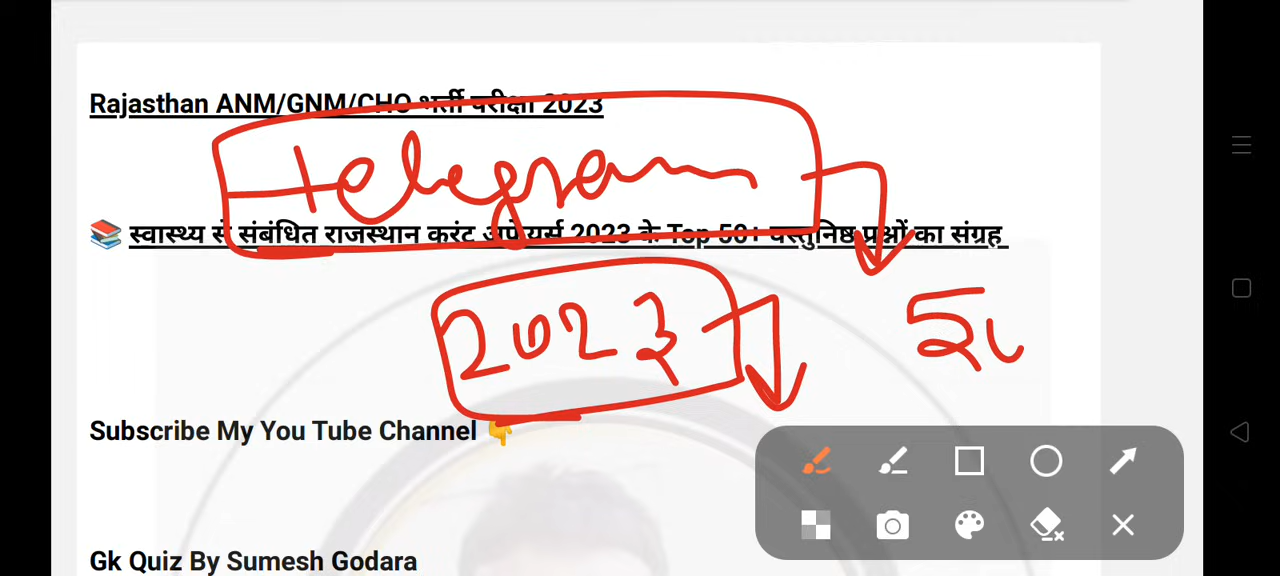 Rajasthan ANM/GNM/CHO भर्ती परीक्षा 2023
Telegram
📚 स्वास्थ्य से संबंधित राजस्थान करंट अफेयर्स 2023 के Top 50+ वस्तुनिष्ठ प्रश्नों का संग्रह
2023
Subscribe My You Tube Channel 👇
Gk Quiz By Sumesh Godara